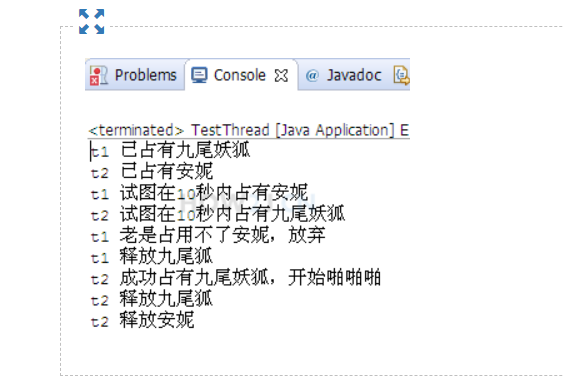 Problems Console Javadoc
<terminated> TestThread [Java Application] E
t1 已占有九尾妖狐
t2 已占有安妮
t1 试图在10秒内占有安妮
t2 试图在10秒内占有九尾妖狐
t1 老是占用不了安妮，放弃
t1 释放九尾狐
t2 成功占有九尾妖狐，开始啪啪啪
t2 释放九尾狐
t2 释放安妮